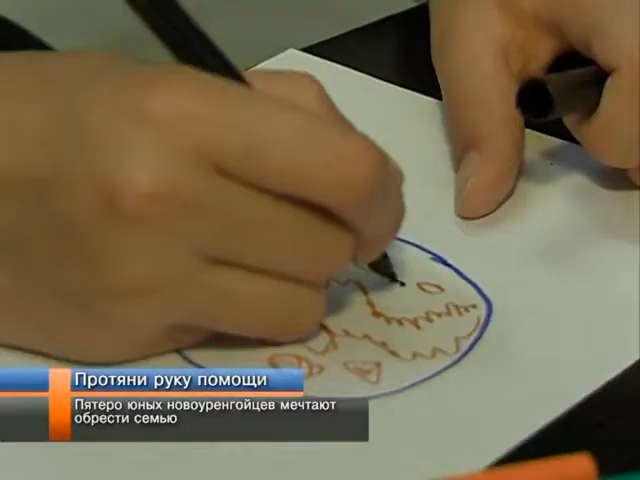 Протяни руку помощи
Пятеро юных новоуренгойцев мечтают
обрести семью